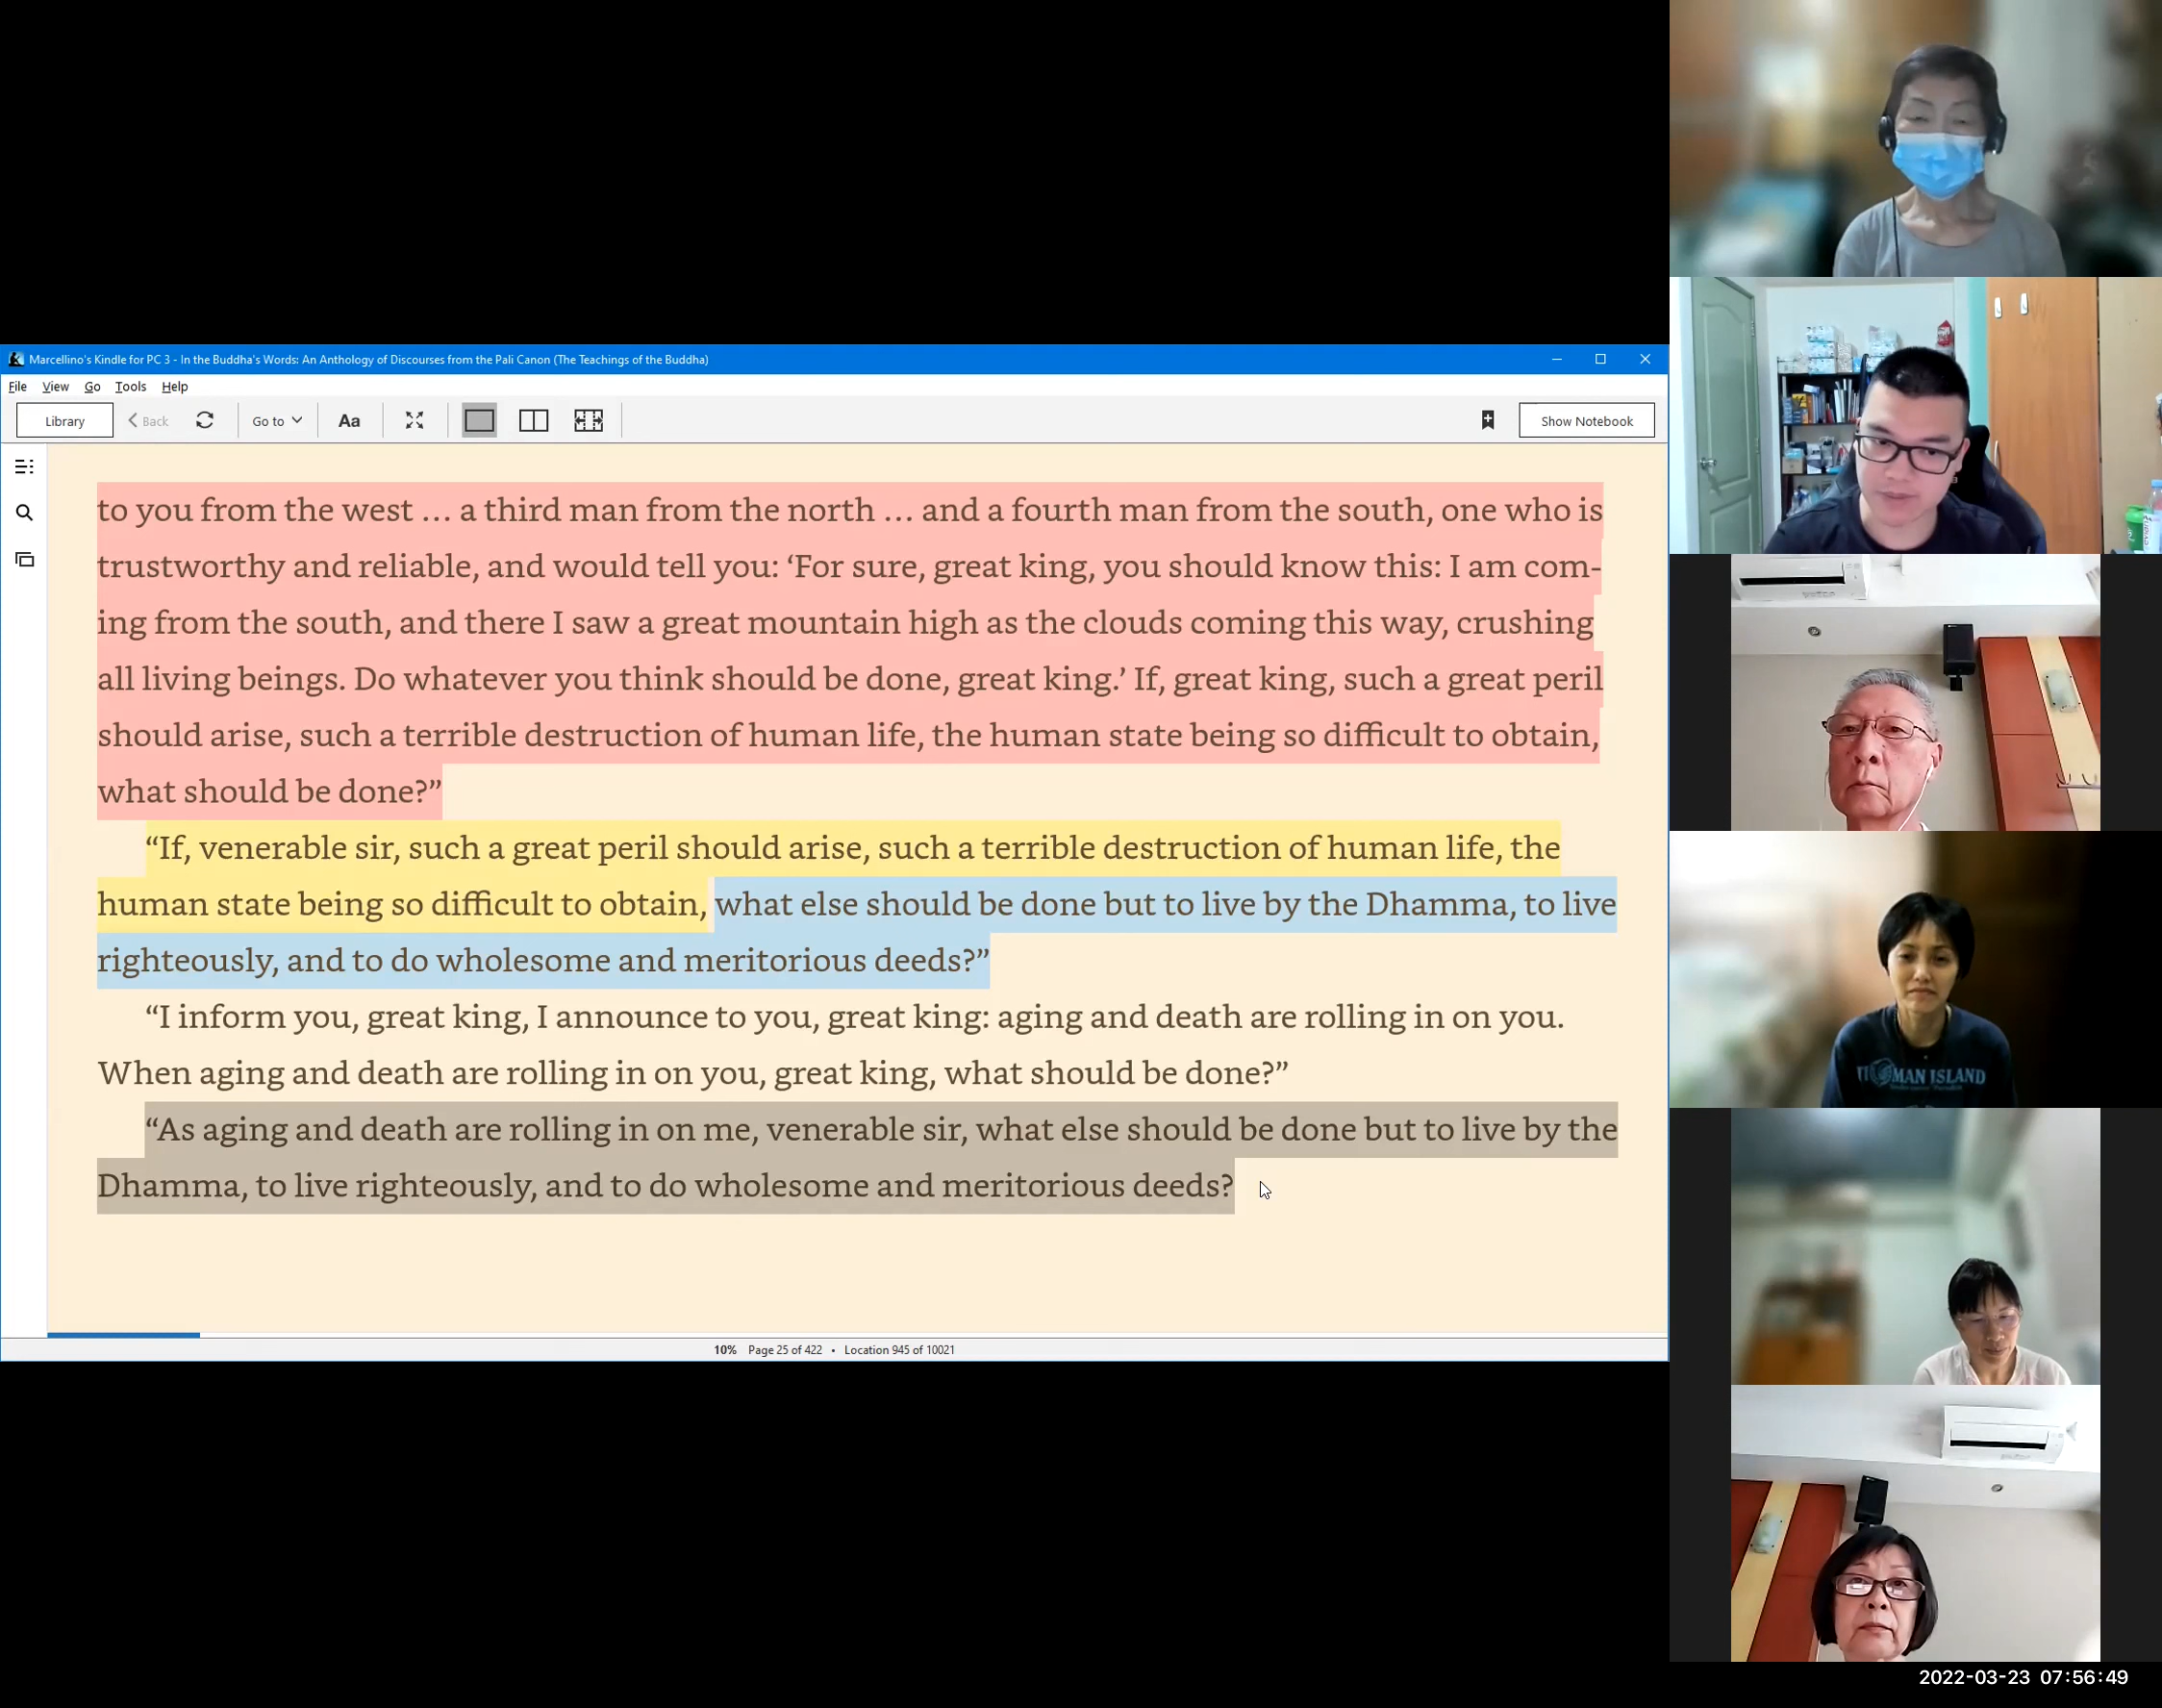 Marcellino's Kindle for PC 3 - In the Buddha's Words: An Anthology of Discourses from the Pali Canon (The Teachings of the Buddha)
File View Go Tools Help
Library Back Go to Aa Show Notebook
to you from the west … a third man from the north … and a fourth man from the south, one who is
trustworthy and reliable, and would tell you: ‘For sure, great king, you should know this: I am com-
ing from the south, and there I saw a great mountain high as the clouds coming this way, crushing
all living beings. Do whatever you think should be done, great king.’ If, great king, such a great peril
should arise, such a terrible destruction of human life, the human state being so difficult to obtain,
what should be done?”
“If, venerable sir, such a great peril should arise, such a terrible destruction of human life, the
human state being so difficult to obtain, what else should be done but to live by the Dhamma, to live
righteously, and to do wholesome and meritorious deeds?”
“I inform you, great king, I announce to you, great king: aging and death are rolling in on you.
When aging and death are rolling in on you, great king, what should be done?”
“As aging and death are rolling in on me, venerable sir, what else should be done but to live by the
Dhamma, to live righteously, and to do wholesome and meritorious deeds?
10% Page 25 of 422 • Location 945 of 10021
MAN ISLAND
2022-03-23 07:56:49